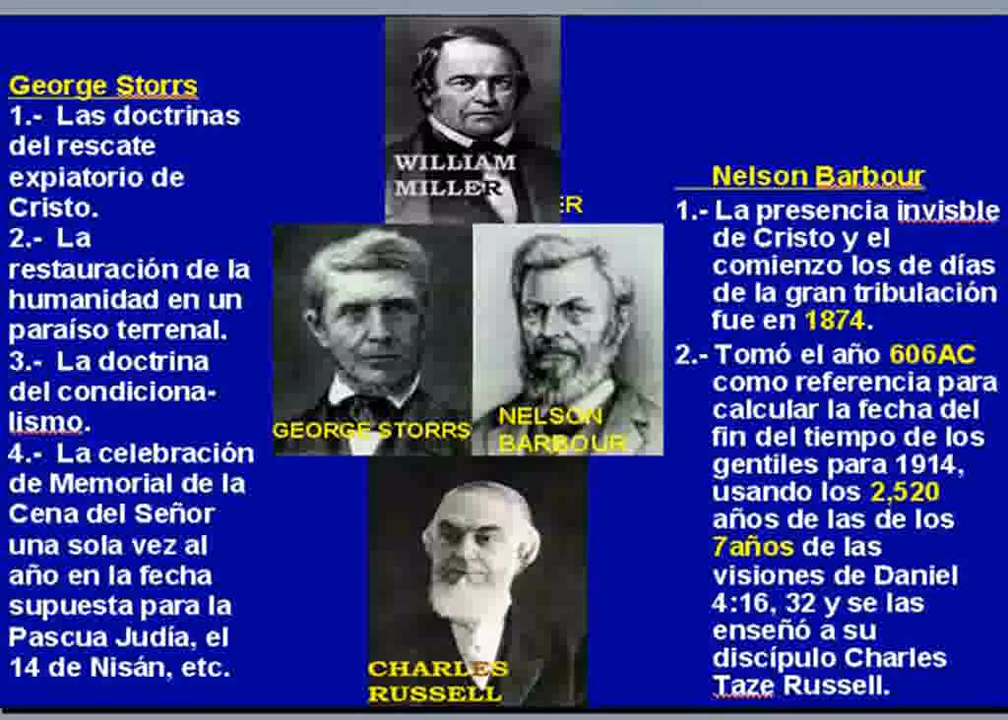 George Storrs
1.- Las doctrinas
del rescate
expiatorio de
Cristo.
2.- La
restauración de la
humanidad en un
paraíso terrenal.
3.- La doctrina
del condiciona-
lismo.
4.- La celebración
de Memorial de la
Cena del Señor
una sola vez al
año en la fecha
supuesta para la
Pascua Judía, el
14 de Nisán, etc.
WILLIAM
MILLER
ER
GEORGE STORRS
NELSON
BARBOUR
CHARLES
RUSSELL
Nelson Barbour
1.- La presencia invisble
de Cristo y el
comienzo los de días
de la gran tribulación
fue en 1874.
2.- Tomó el año 606AC
como referencia para
calcular la fecha del
fin del tiempo de los
gentiles para 1914,
usando los 2,520
años de las de los
7años de las
visiones de Daniel
4:16, 32 y se las
enseñó a su
discípulo Charles
Taze Russell.